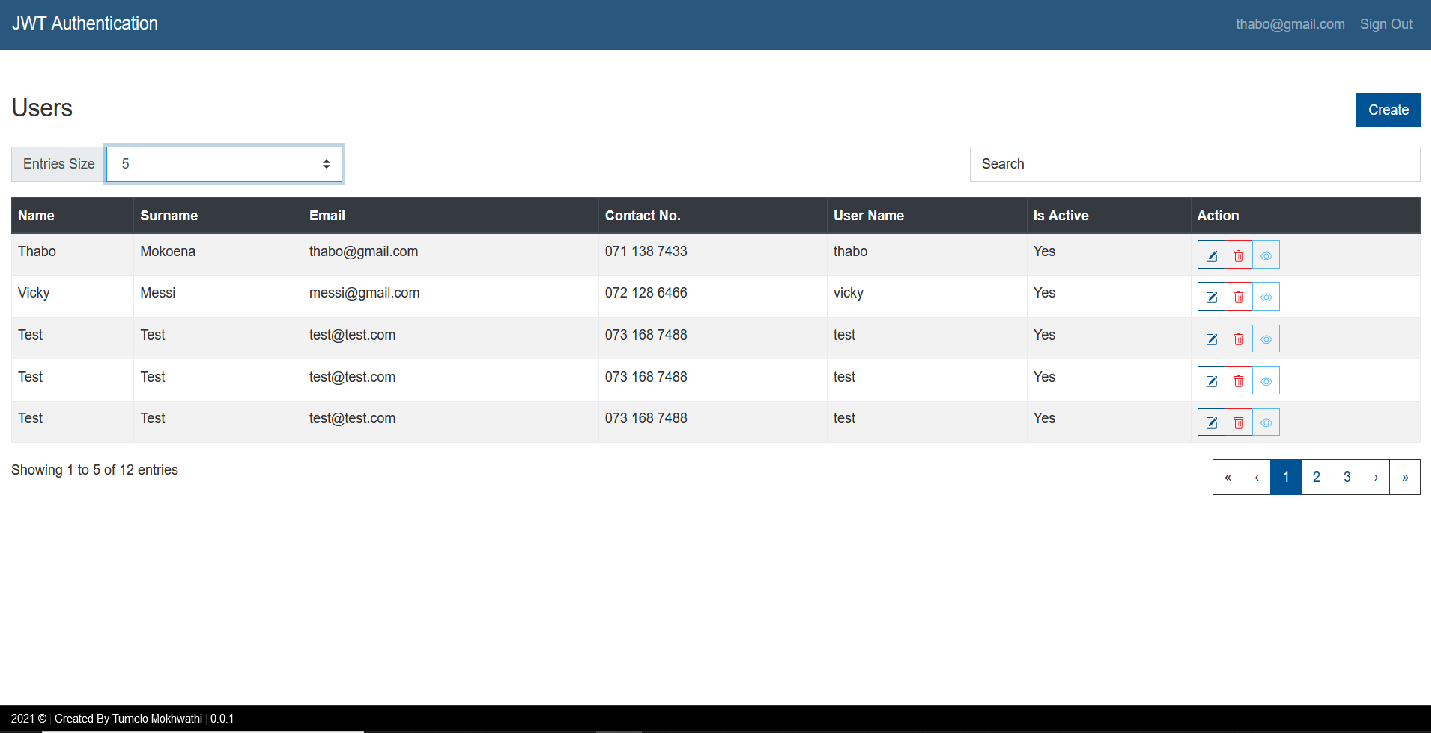 JWT Authentication thabo@gmail.com Sign Out
Users Create
Entries Size 5 Search
Name Surname Email Contact No. User Name Is Active Action
Thabo Mokoena thabo@gmail.com 071 138 7433 thabo Yes
Vicky Messi messi@gmail.com 072 128 6466 vicky Yes
Test Test test@test.com 073 168 7488 test Yes
Test Test test@test.com 073 168 7488 test Yes
Test Test test@test.com 073 168 7488 test Yes
Showing 1 to 5 of 12 entries « ‹ 1 2 3 › »
2021 © | Created By Tumelo Mokhwathi | 0.0.1